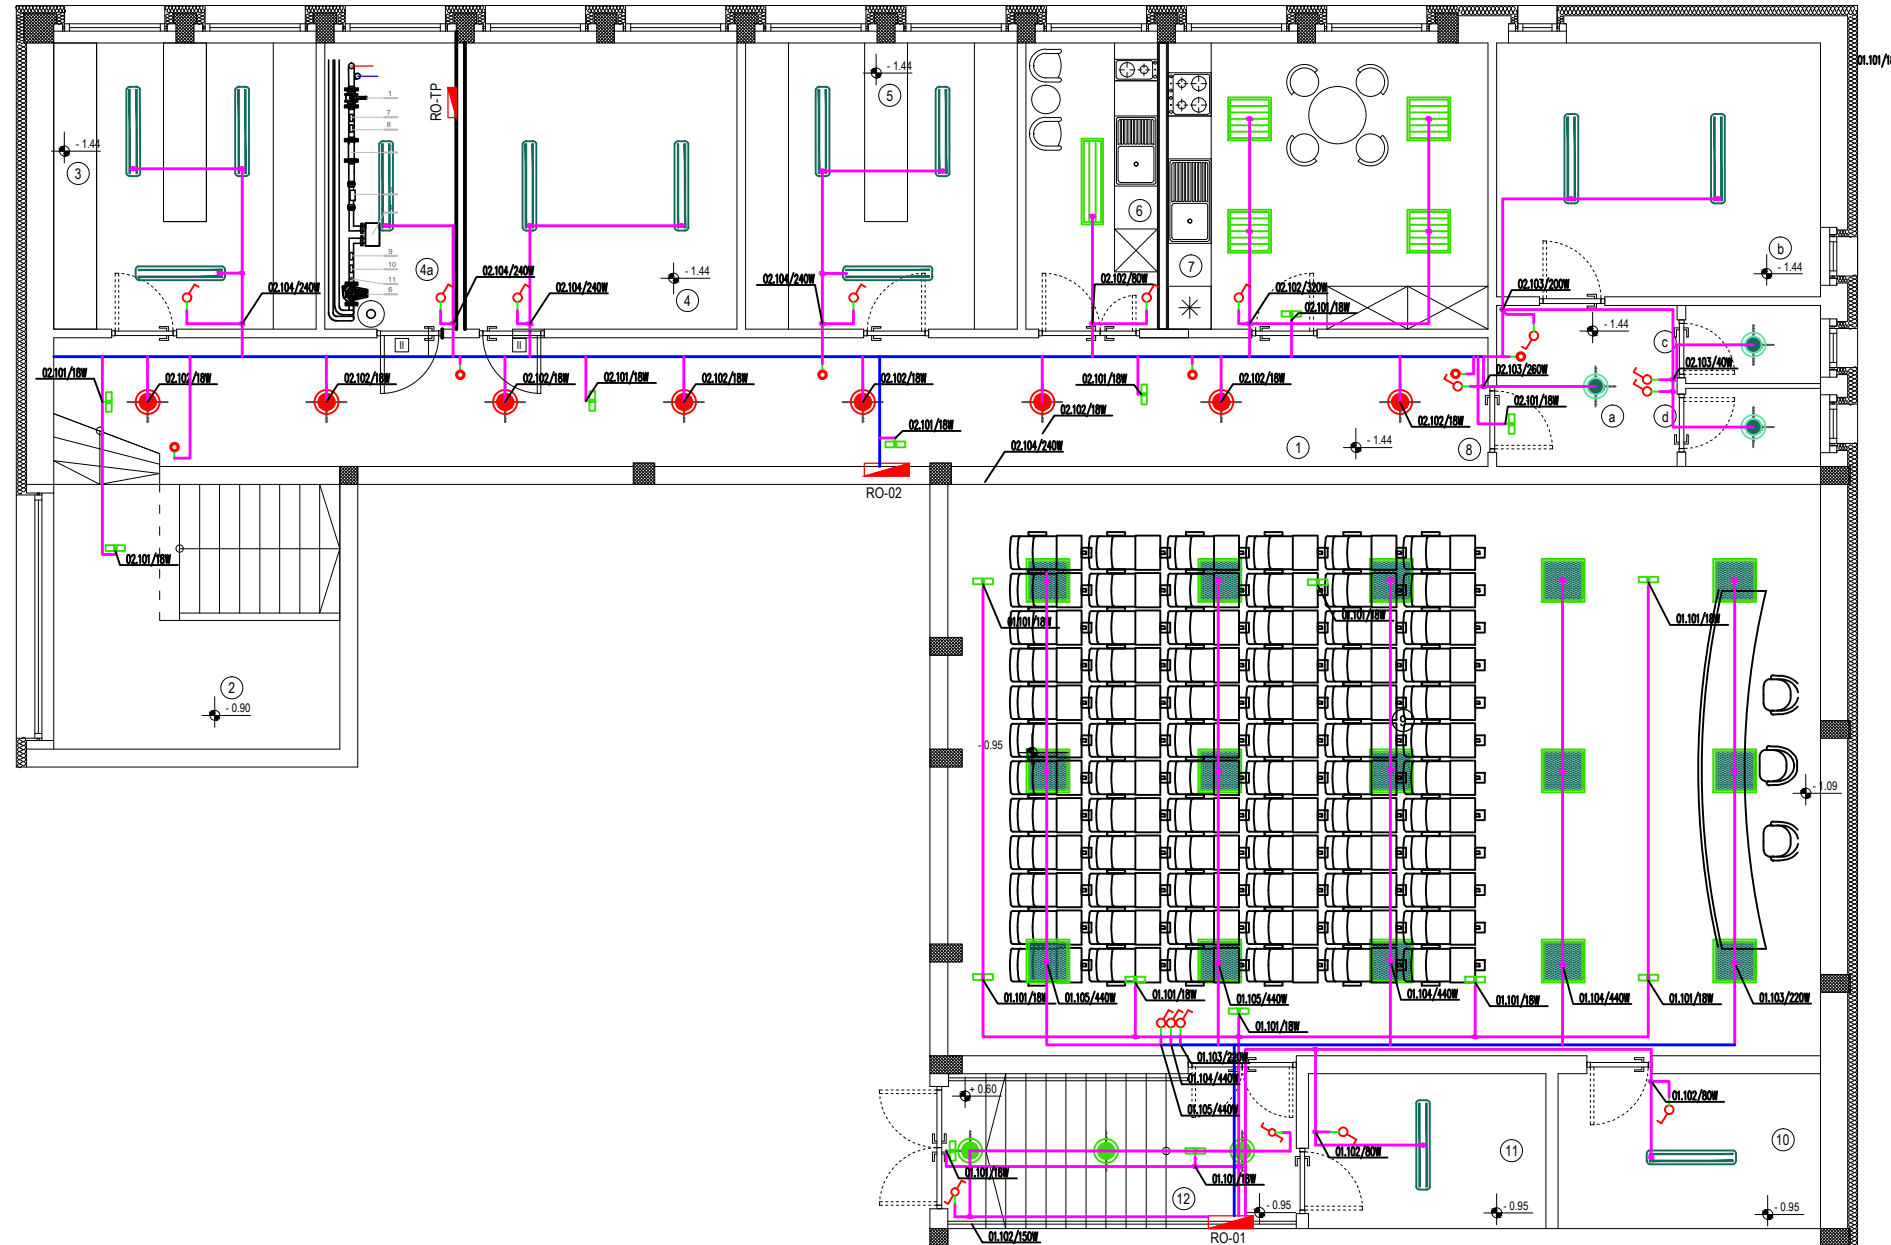 01.101/18
- 1.44
5
RO-TP
1
7
8
- 1.44
3
6
7
4a
9
10
11
6
- 1.44
4
b
- 1.44
02.104/240W
02.104/240W
02.104/240W
02.104/240W
02.102/80W
02.102/320W
02.101/18W
02.103/200W
- 1.44
c
II
II
02.101/18W
02.102/18W
02.102/18W
02.102/18W
02.101/18W
02.102/18W
02.102/18W
02.101/18W
02.102/18W
02.102/18W
02.103/260W
02.103/40W
02.101/18W
a
d
02.102/18W
02.101/18W
02.104/240W
1
- 1.44
8
RO-02
02.101/18W
2
- 0.90
01.101/18W
01.101/18W
01.101/18W
9
- 0.95
- 1.09
01.101/18W
01.105/440W
01.101/18W
01.105/440W
01.104/440W
01.101/18W
01.104/440W
01.101/18W
01.103/220W
01.101/18W
01.103/220W
01.104/440W
01.105/440W
+ 0.60
01.102/80W
01.102/80W
11
10
01.101/18W
01.101/18W
12
- 0.95
- 0.95
- 0.95
01.102/150W
RO-01